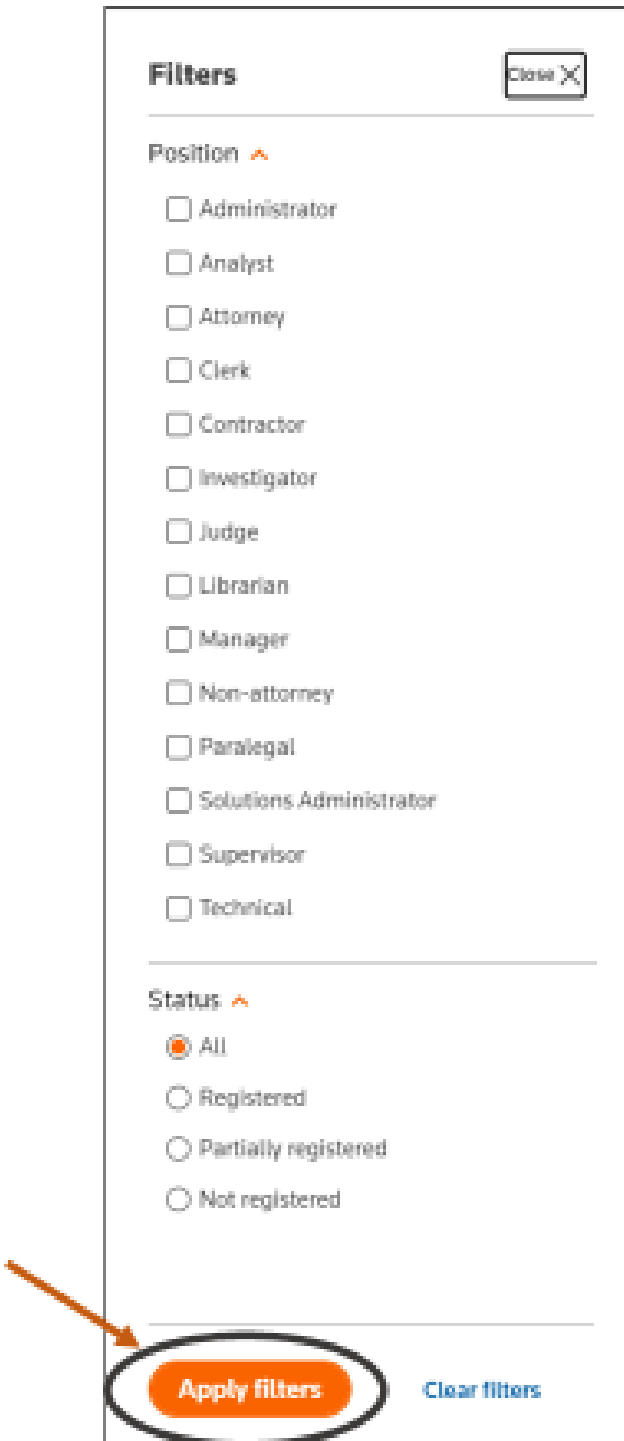 Filters
Close
Position
Administrator
Analyst
Attorney
Clerk
Contractor
Investigator
Judge
Librarian
Manager
Non-attorney
Paralegal
Solutions Administrator
Supervisor
Technical
Status
All
Registered
Partially registered
Not registered
Apply filters
Clear filters